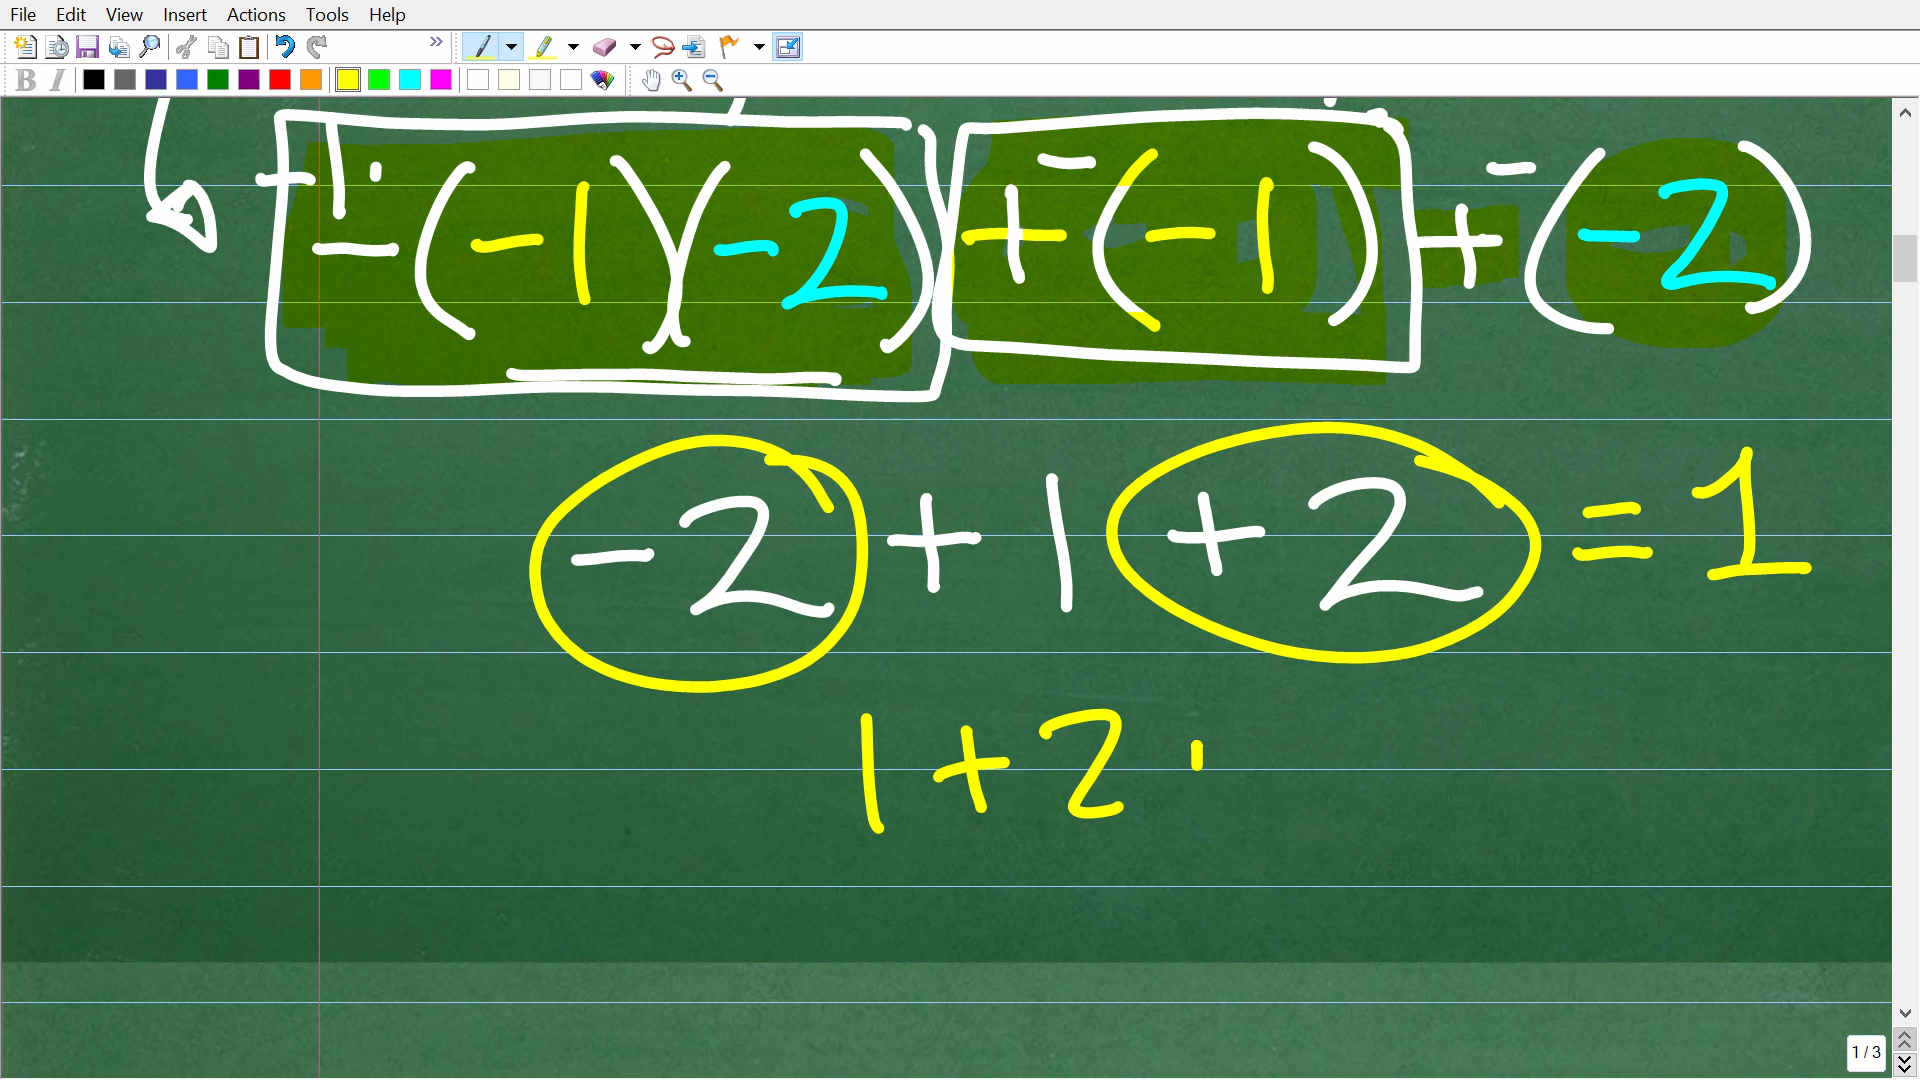 File Edit View Insert Actions Tools Help
B I
-(-1)(-2) + -(-1) + -(-2)
-2 + 1 + 2 = 1
1 + 2
1 / 3